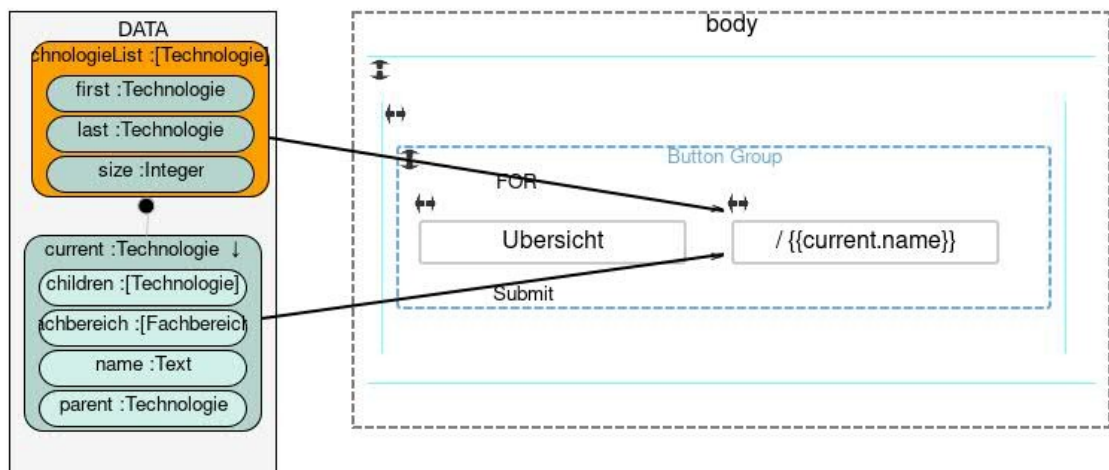 DATA
chnologieList :[Technologie]
first :Technologie
last :Technologie
size :Integer
current :Technologie ↓
children :[Technologie]
achbereich :[Fachbereich
name :Text
parent :Technologie
body
Button Group
FOR
Ubersicht
/ {{current.name}}
Submit